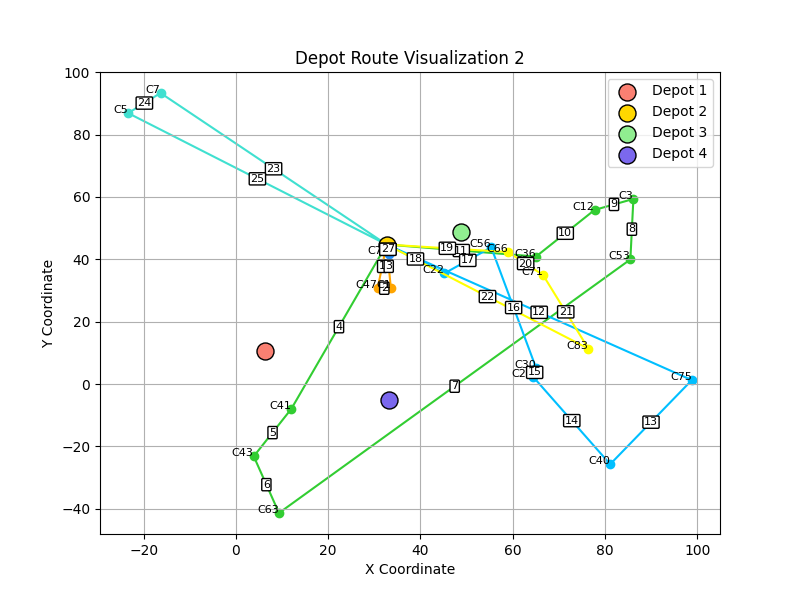 Depot Route Visualization 2
100
80
60
40
20
0
−20
−40
Y Coordinate
−20
0
20
40
60
80
100
X Coordinate
Depot 1
Depot 2
Depot 3
Depot 4
C7
C5
24
23
25
C3
C12
9
8
10
C53
C56
C66
C36
19
11
17
20
18
27
C22
C71
C47
4
22
16
12
21
C83
C30
15
C75
7
C41
5
C43
6
C63
14
13
C40